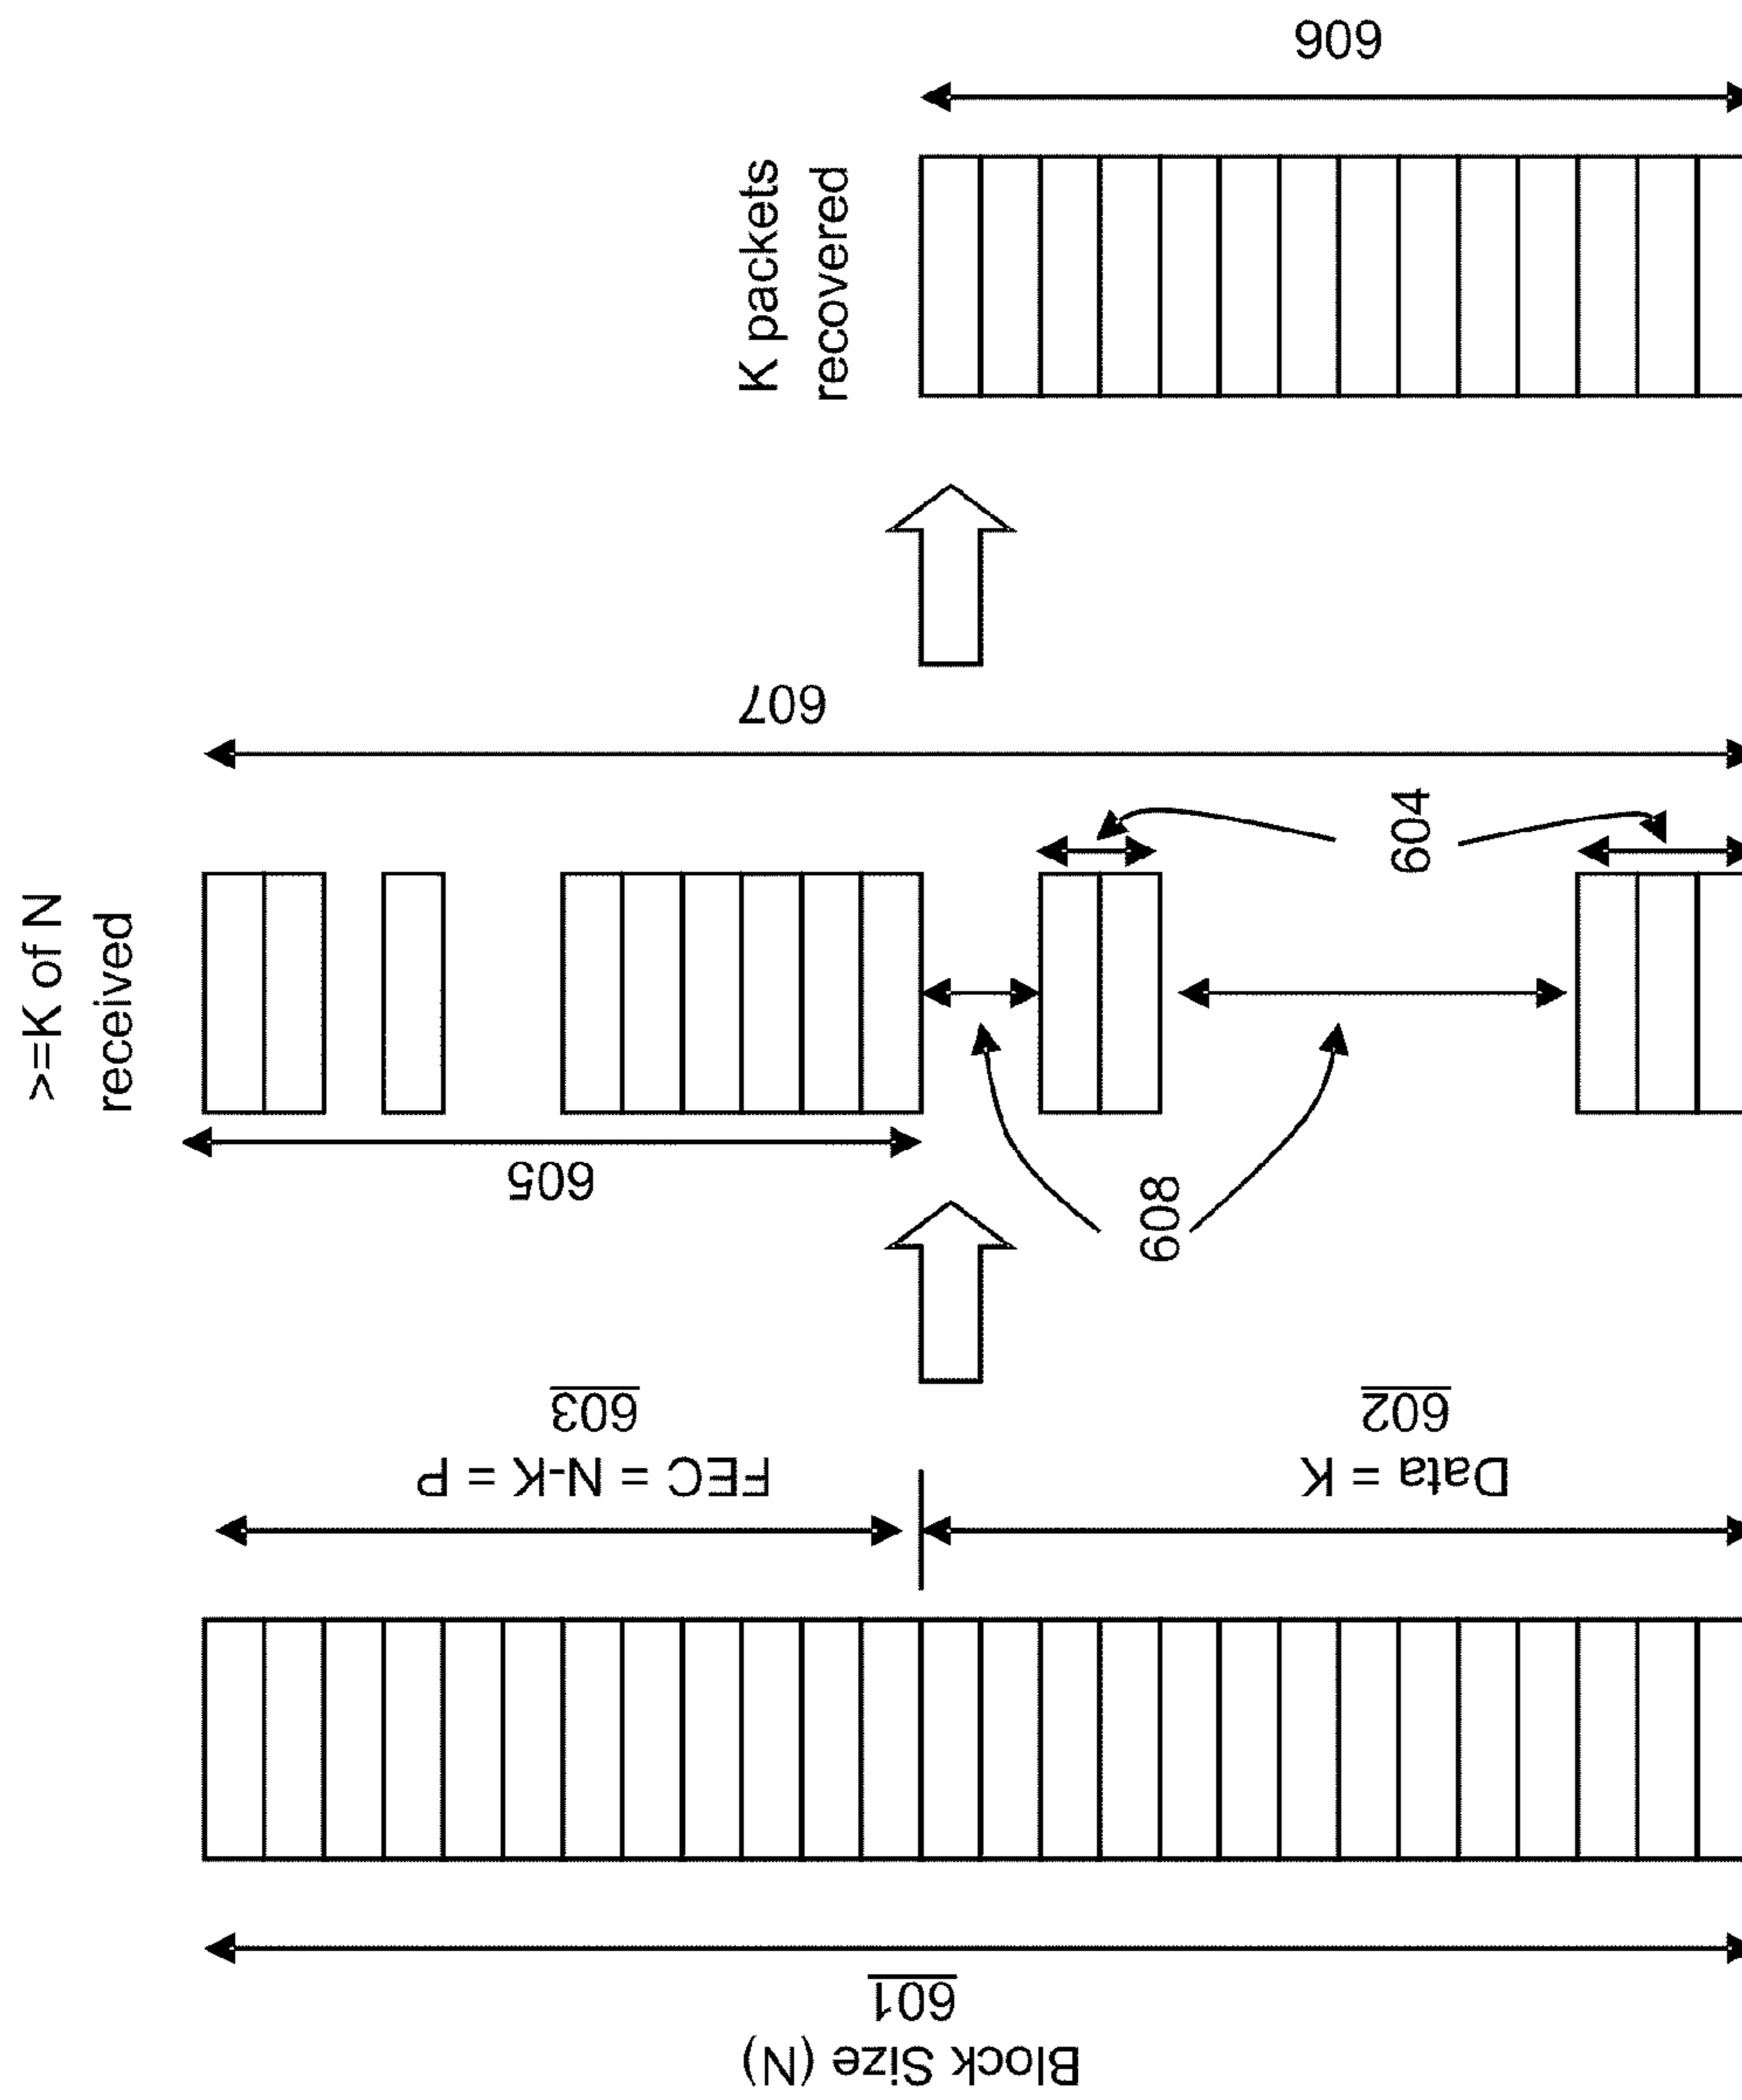 Block Size (N)
601
FEC = N-K = P
603
Data = K
602
>=K of N
received
605
608
604
607
K packets
recovered
606